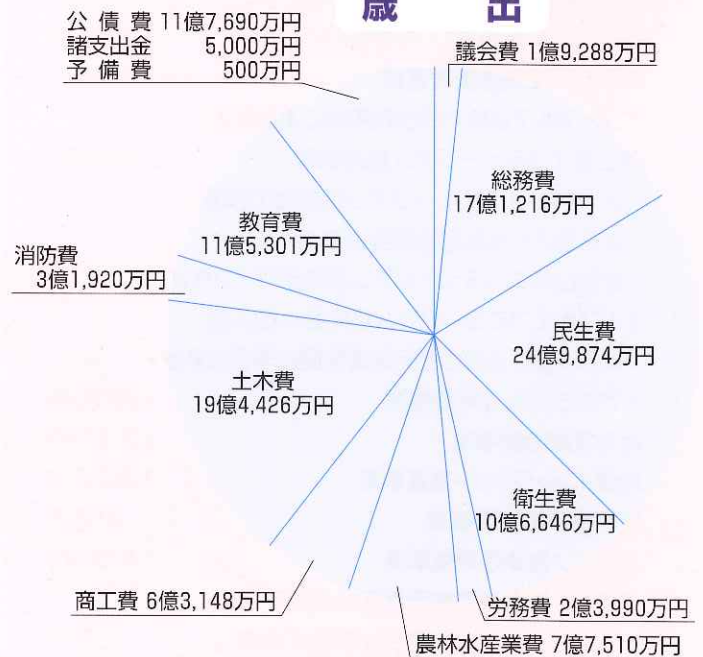 歳 出
公債費 11億7,690万円
諸支出金 5,000万円
予備費 500万円
議会費 1億9,288万円
総務費
17億1,216万円
教育費
11億5,301万円
消防費
3億1,920万円
民生費
24億9,874万円
土木費
19億4,426万円
衛生費
10億6,646万円
商工費 6億3,148万円
労務費 2億3,990万円
農林水産業費 7億7,510万円